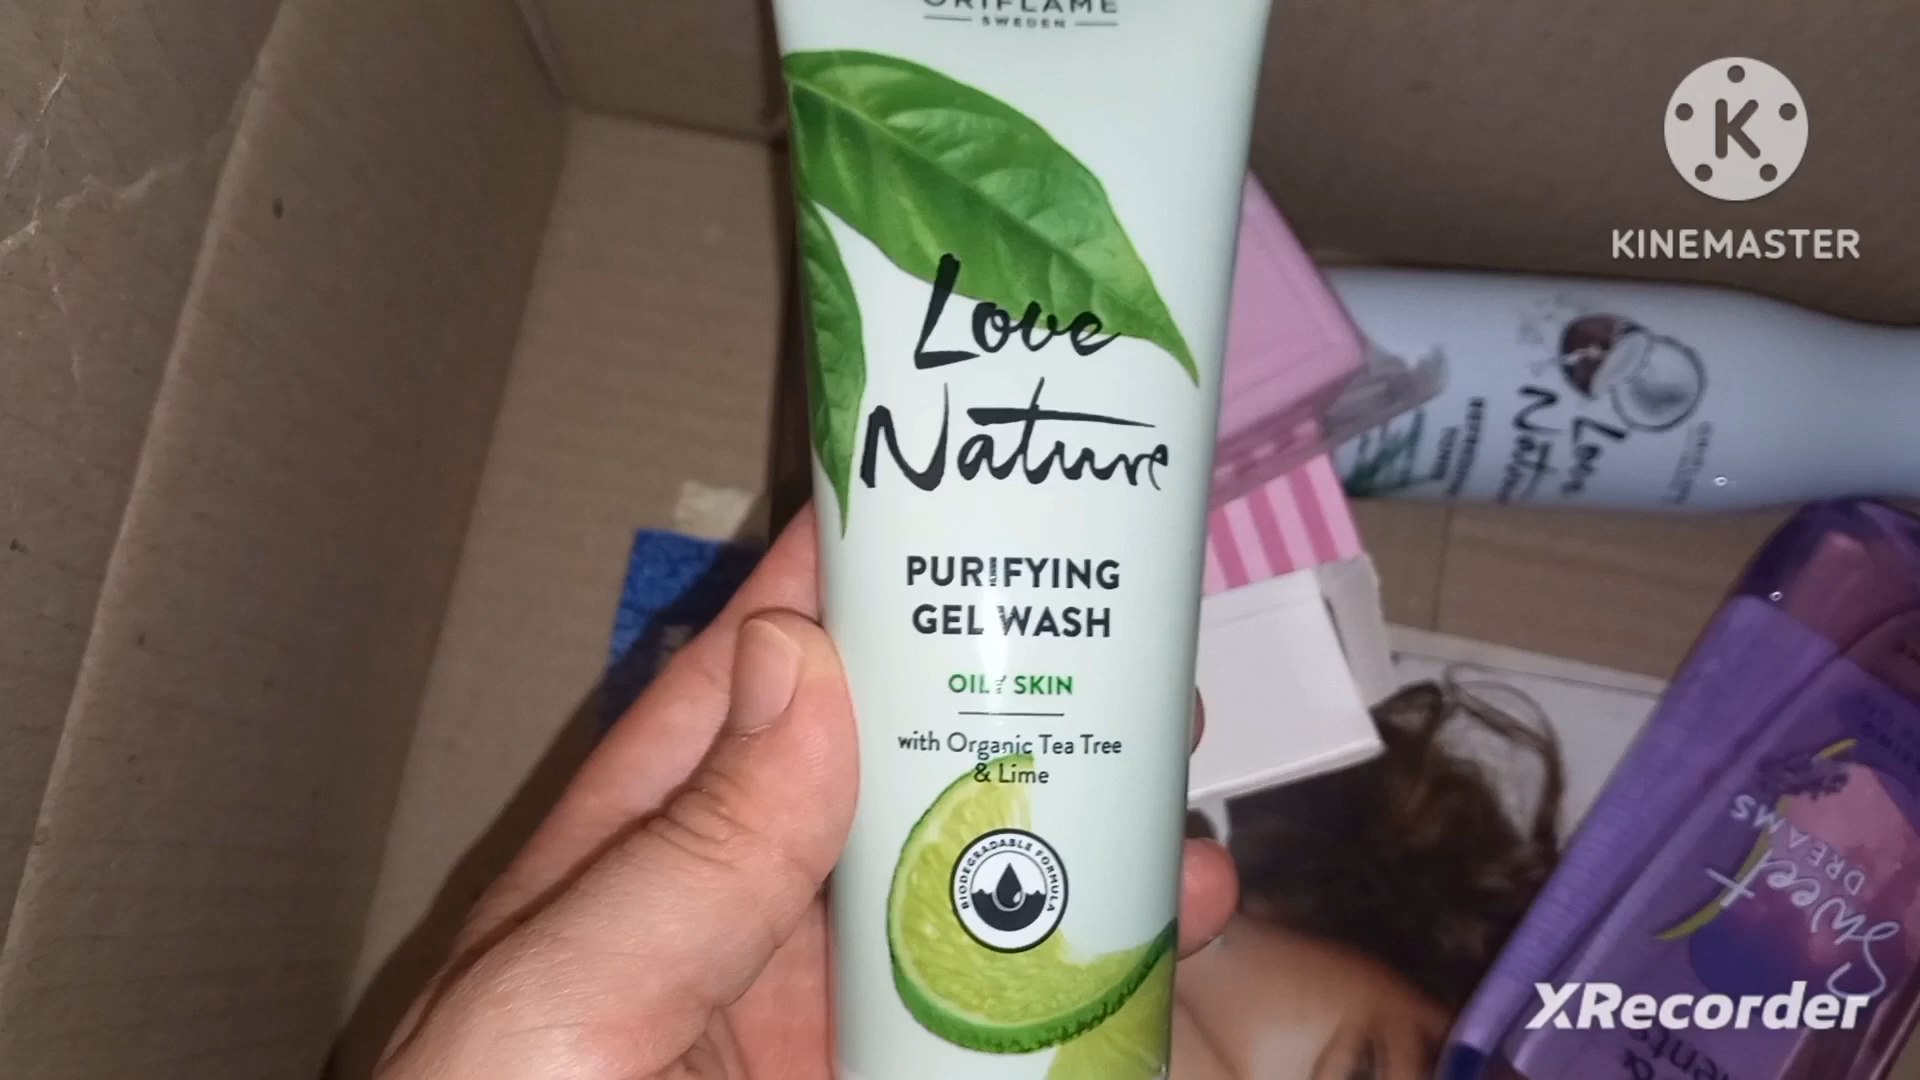 ORIFLAME
SWEDEN
Love
Nature
PURIFYING
GEL WASH
OILY SKIN
with Organic Tea Tree
& Lime
BIODEGRADABLE FORMULA
KINEMASTER
Love
Nature
Sweet
DREAMS
&
XRecorder